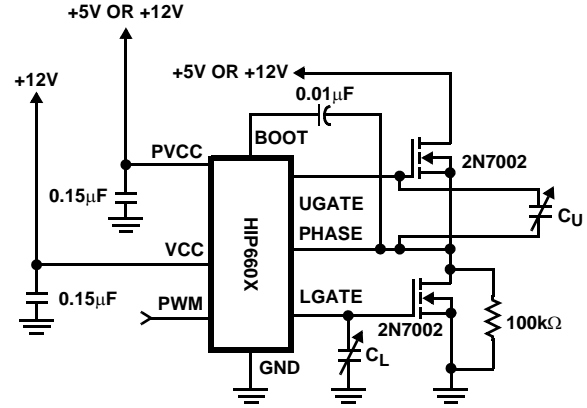 +5V OR +12V
+12V
+5V OR +12V
0.01μF
BOOT
PVCC
2N7002
0.15μF
UGATE
CU
HIP660X
PHASE
VCC
LGATE
0.15μF
PWM
2N7002
100kΩ
CL
GND